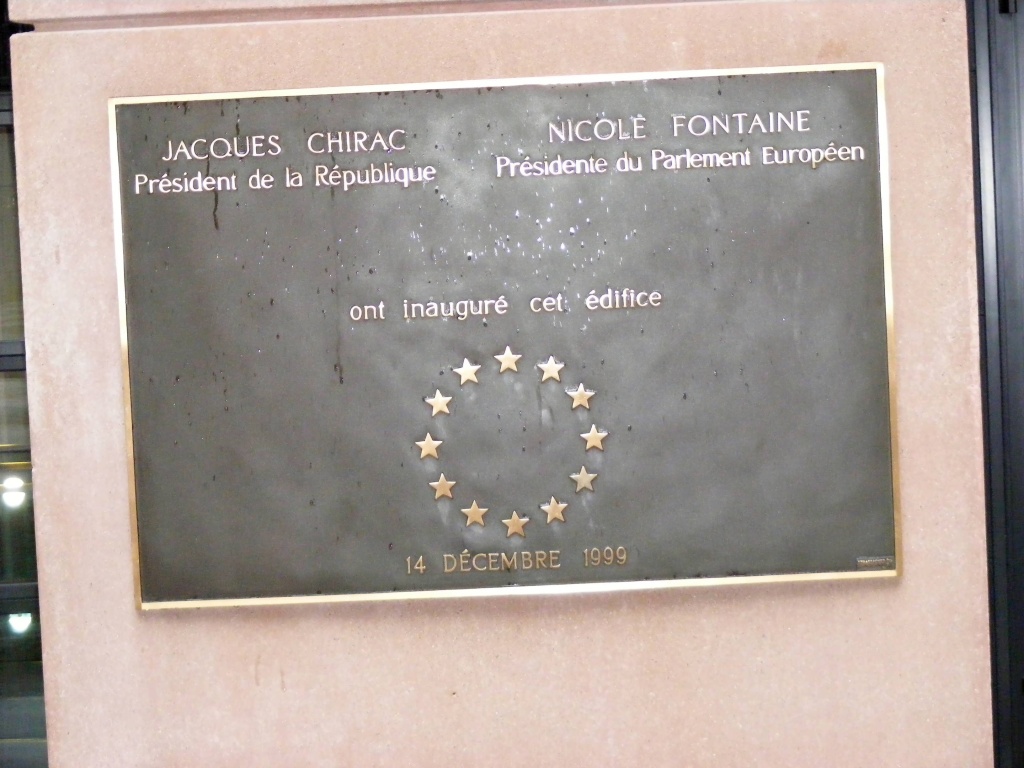 JACQUES CHIRAC
Président de la République
NICOLE FONTAINE
Présidente du Parlement Européen
ont inauguré cet édifice
14 DÉCEMBRE 1999